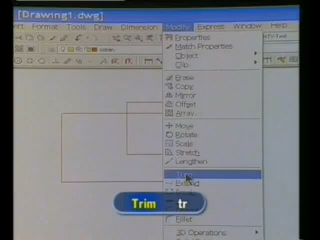 [Drawing1.dwg]
Format Tools Draw Dimension Modify Express Window Help
Properties
Match Properties
Object
Clip
Erase
Copy
Mirror
Offset
Array...
Move
Rotate
Scale
Stretch
Lengthen
Trim
Extend
Trim tr
Fillet
3D Operations